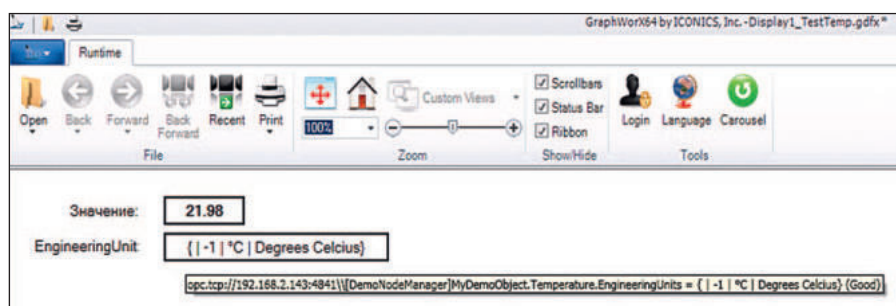 GraphWorX64 by ICONICS, Inc. -Display1_TestTemp.gdfx*
Runtime
Scrollbars
Custom Views
Status Bar
Open Back Forward Back Forward Recent Print
100%
Ribbon
Login Language Carousel
File Zoom Show/Hide Tools
Значение: 21.98
EngineeringUnit { | -1 | °C | Degrees Celcius}
opc.tcp://192.168.2.143:4841\\[DemoNodeManager]MyDemoObject.Temperature.EngineeringUnits = { | -1 | °C | Degrees Celcius} (Good)